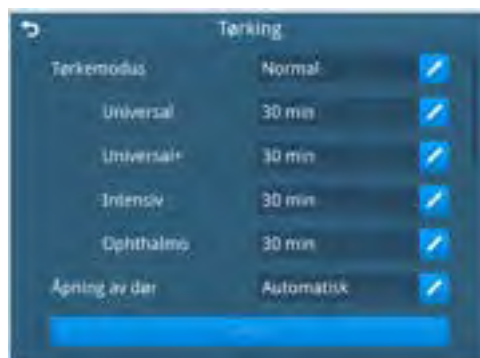 Tørking
Tørkemodus Normal
Universal 30 min
Universal+ 30 min
Intensiv 30 min
Ophthalmo 30 min
Åpning av dør Automatisk